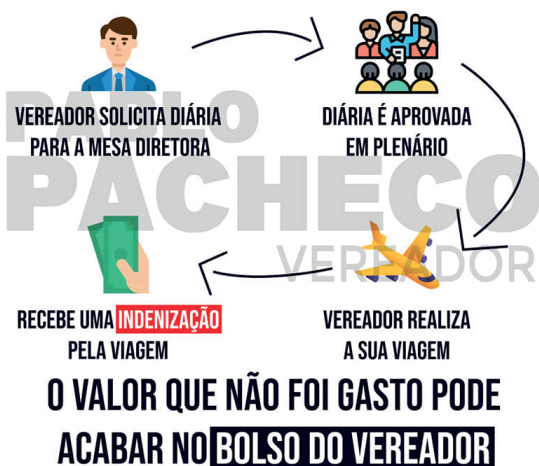 VEREADOR SOLICITA DIÁRIA
PARA A MESA DIRETORA
DIÁRIA É APROVADA
EM PLENÁRIO
PABLO
PACHECO
VEREADOR
RECEBE UMA INDENIZAÇÃO
PELA VIAGEM
VEREADOR REALIZA
A SUA VIAGEM
O VALOR QUE NÃO FOI GASTO PODE
ACABAR NO BOLSO DO VEREADOR